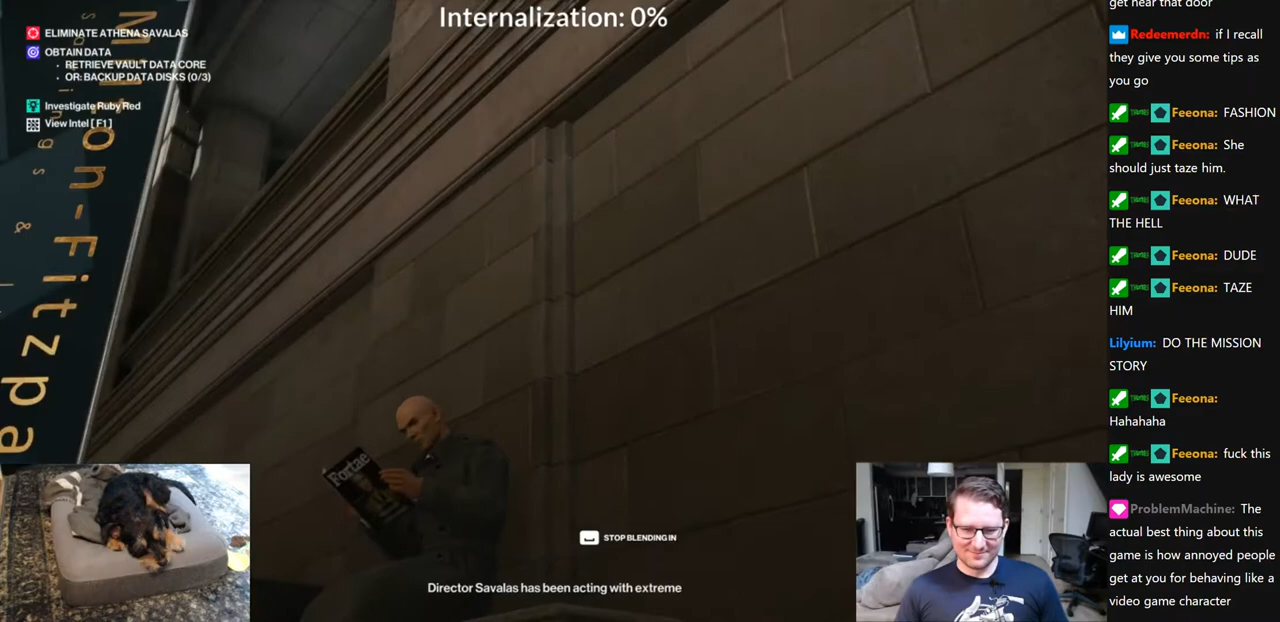 Internalization: 0%
ELIMINATE ATHENA SAVALAS
OBTAIN DATA
RETRIEVE VAULT DATA CORE
OR: BACKUP DATA DISKS (0/3)
Investigate Ruby Red
View Intel [F1]
Milton-Fitzpa
&
Fortae
STOP BLENDING IN
Director Savalas has been acting with extreme
get near that door
Redeemerdn: if I recall
they give you some tips as
you go
Feeona: FASHION
Feeona: She
should just taze him.
Feeona: WHAT
THE HELL
Feeona: DUDE
Feeona: TAZE
HIM
Lilyium: DO THE MISSION
STORY
Feeona:
Hahahaha
Feeona: fuck this
lady is awesome
ProblemMachine: The
actual best thing about this
game is how annoyed people
get at you for behaving like a
video game character